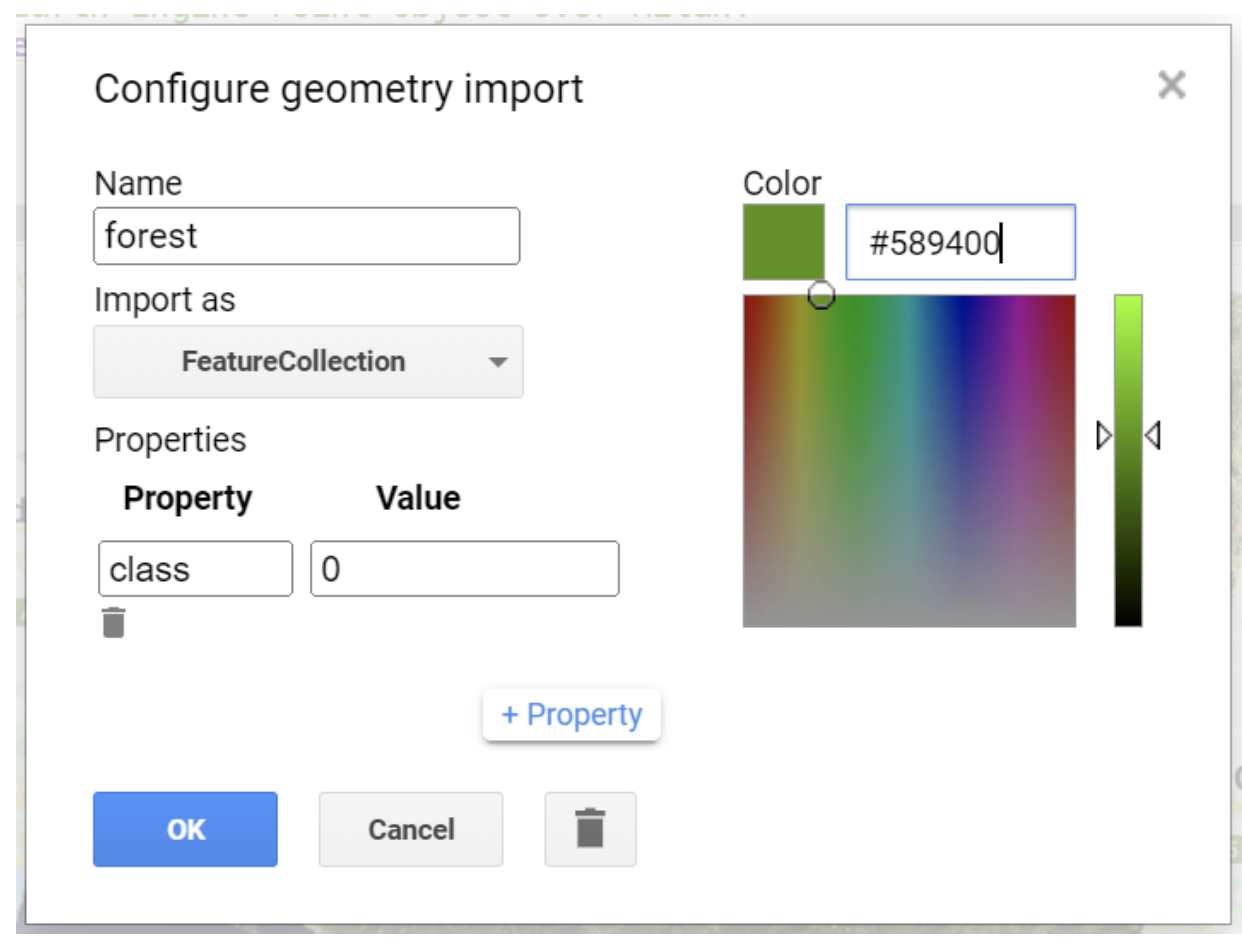 Configure geometry import
Name
forest
Import as
FeatureCollection
Properties
Property Value
class 0
+ Property
OK Cancel
Color
#589400